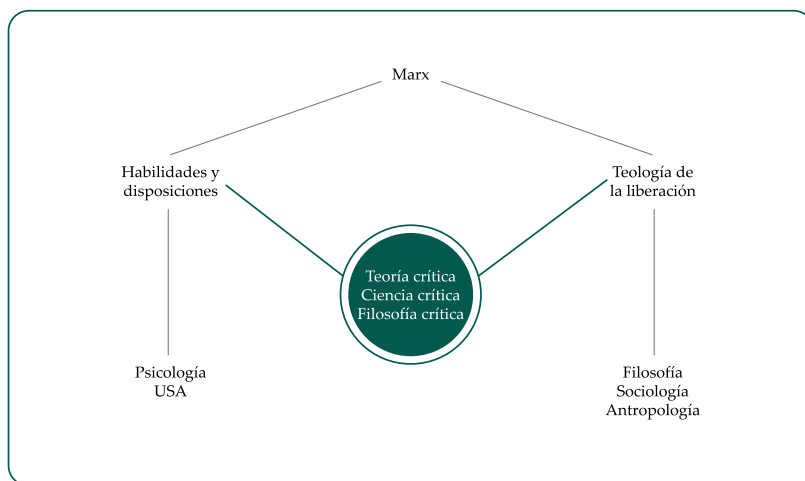 Marx
Habilidades y
disposiciones
Teología de
la liberación
Teoría crítica
Ciencia crítica
Filosofía crítica
Psicología
USA
Filosofía
Sociología
Antropología